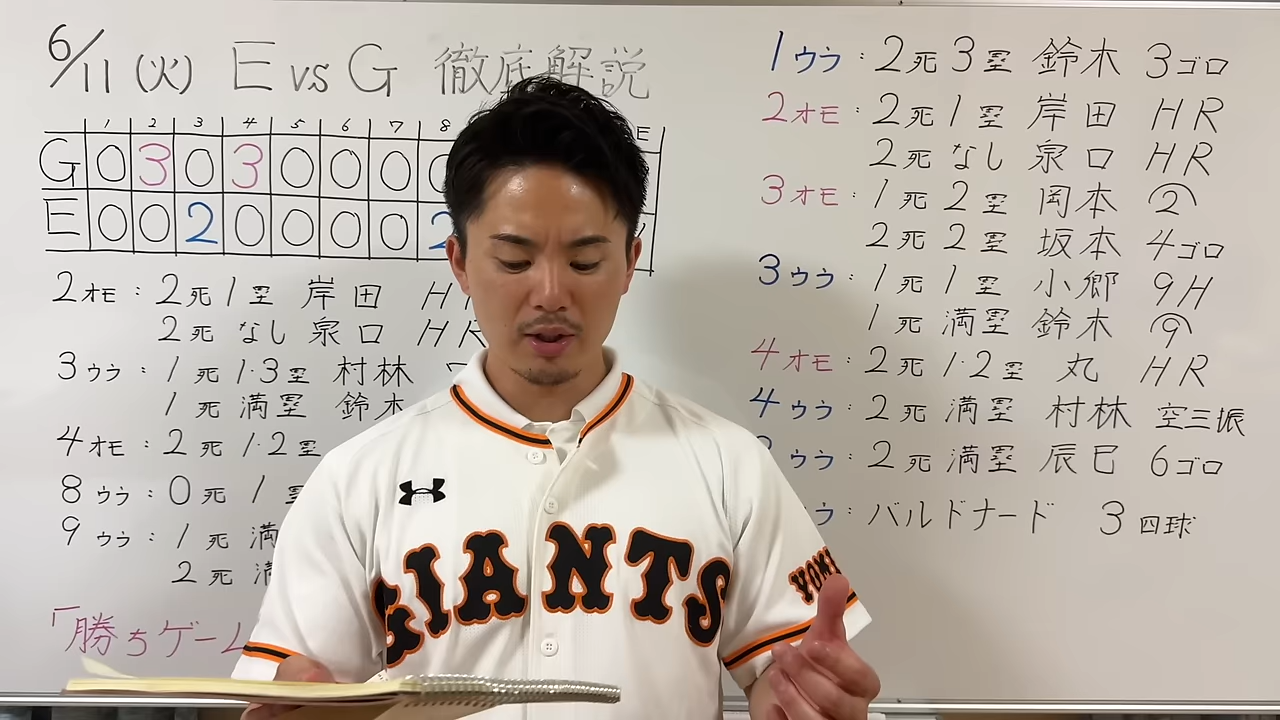 6/11(火) E vs G 徹底解説
1 2 3 4 5 6 7 8 E
G 0 3 0 3 0 0 0
E 0 0 2 0 0 0 0 2
2オモ:2死1塁 岸田
2死なし 泉口 HR
3ウラ:1死1・3塁 村林
1死 満塁 鈴木
4オモ:2死1・2塁
8ウラ:0死1塁
9ウラ:1死満
2死満
「勝ちゲーム
1ウラ:2死3塁 鈴木 3ゴロ
2オモ:2死1塁 岸田 HR
2死なし 泉口 HR
3オモ:1死2塁 岡本 ②
2死2塁 坂本 4ゴロ
3ウラ:1死1塁 小郷 9H
1死満塁 鈴木 ⑨
4オモ:2死1・2塁 丸 HR
4ウラ:2死満塁 村林 空三振
ウラ:2死満塁 辰巳 6ゴロ
ウ:バルドナード 3四球
GIANTS
YOMI